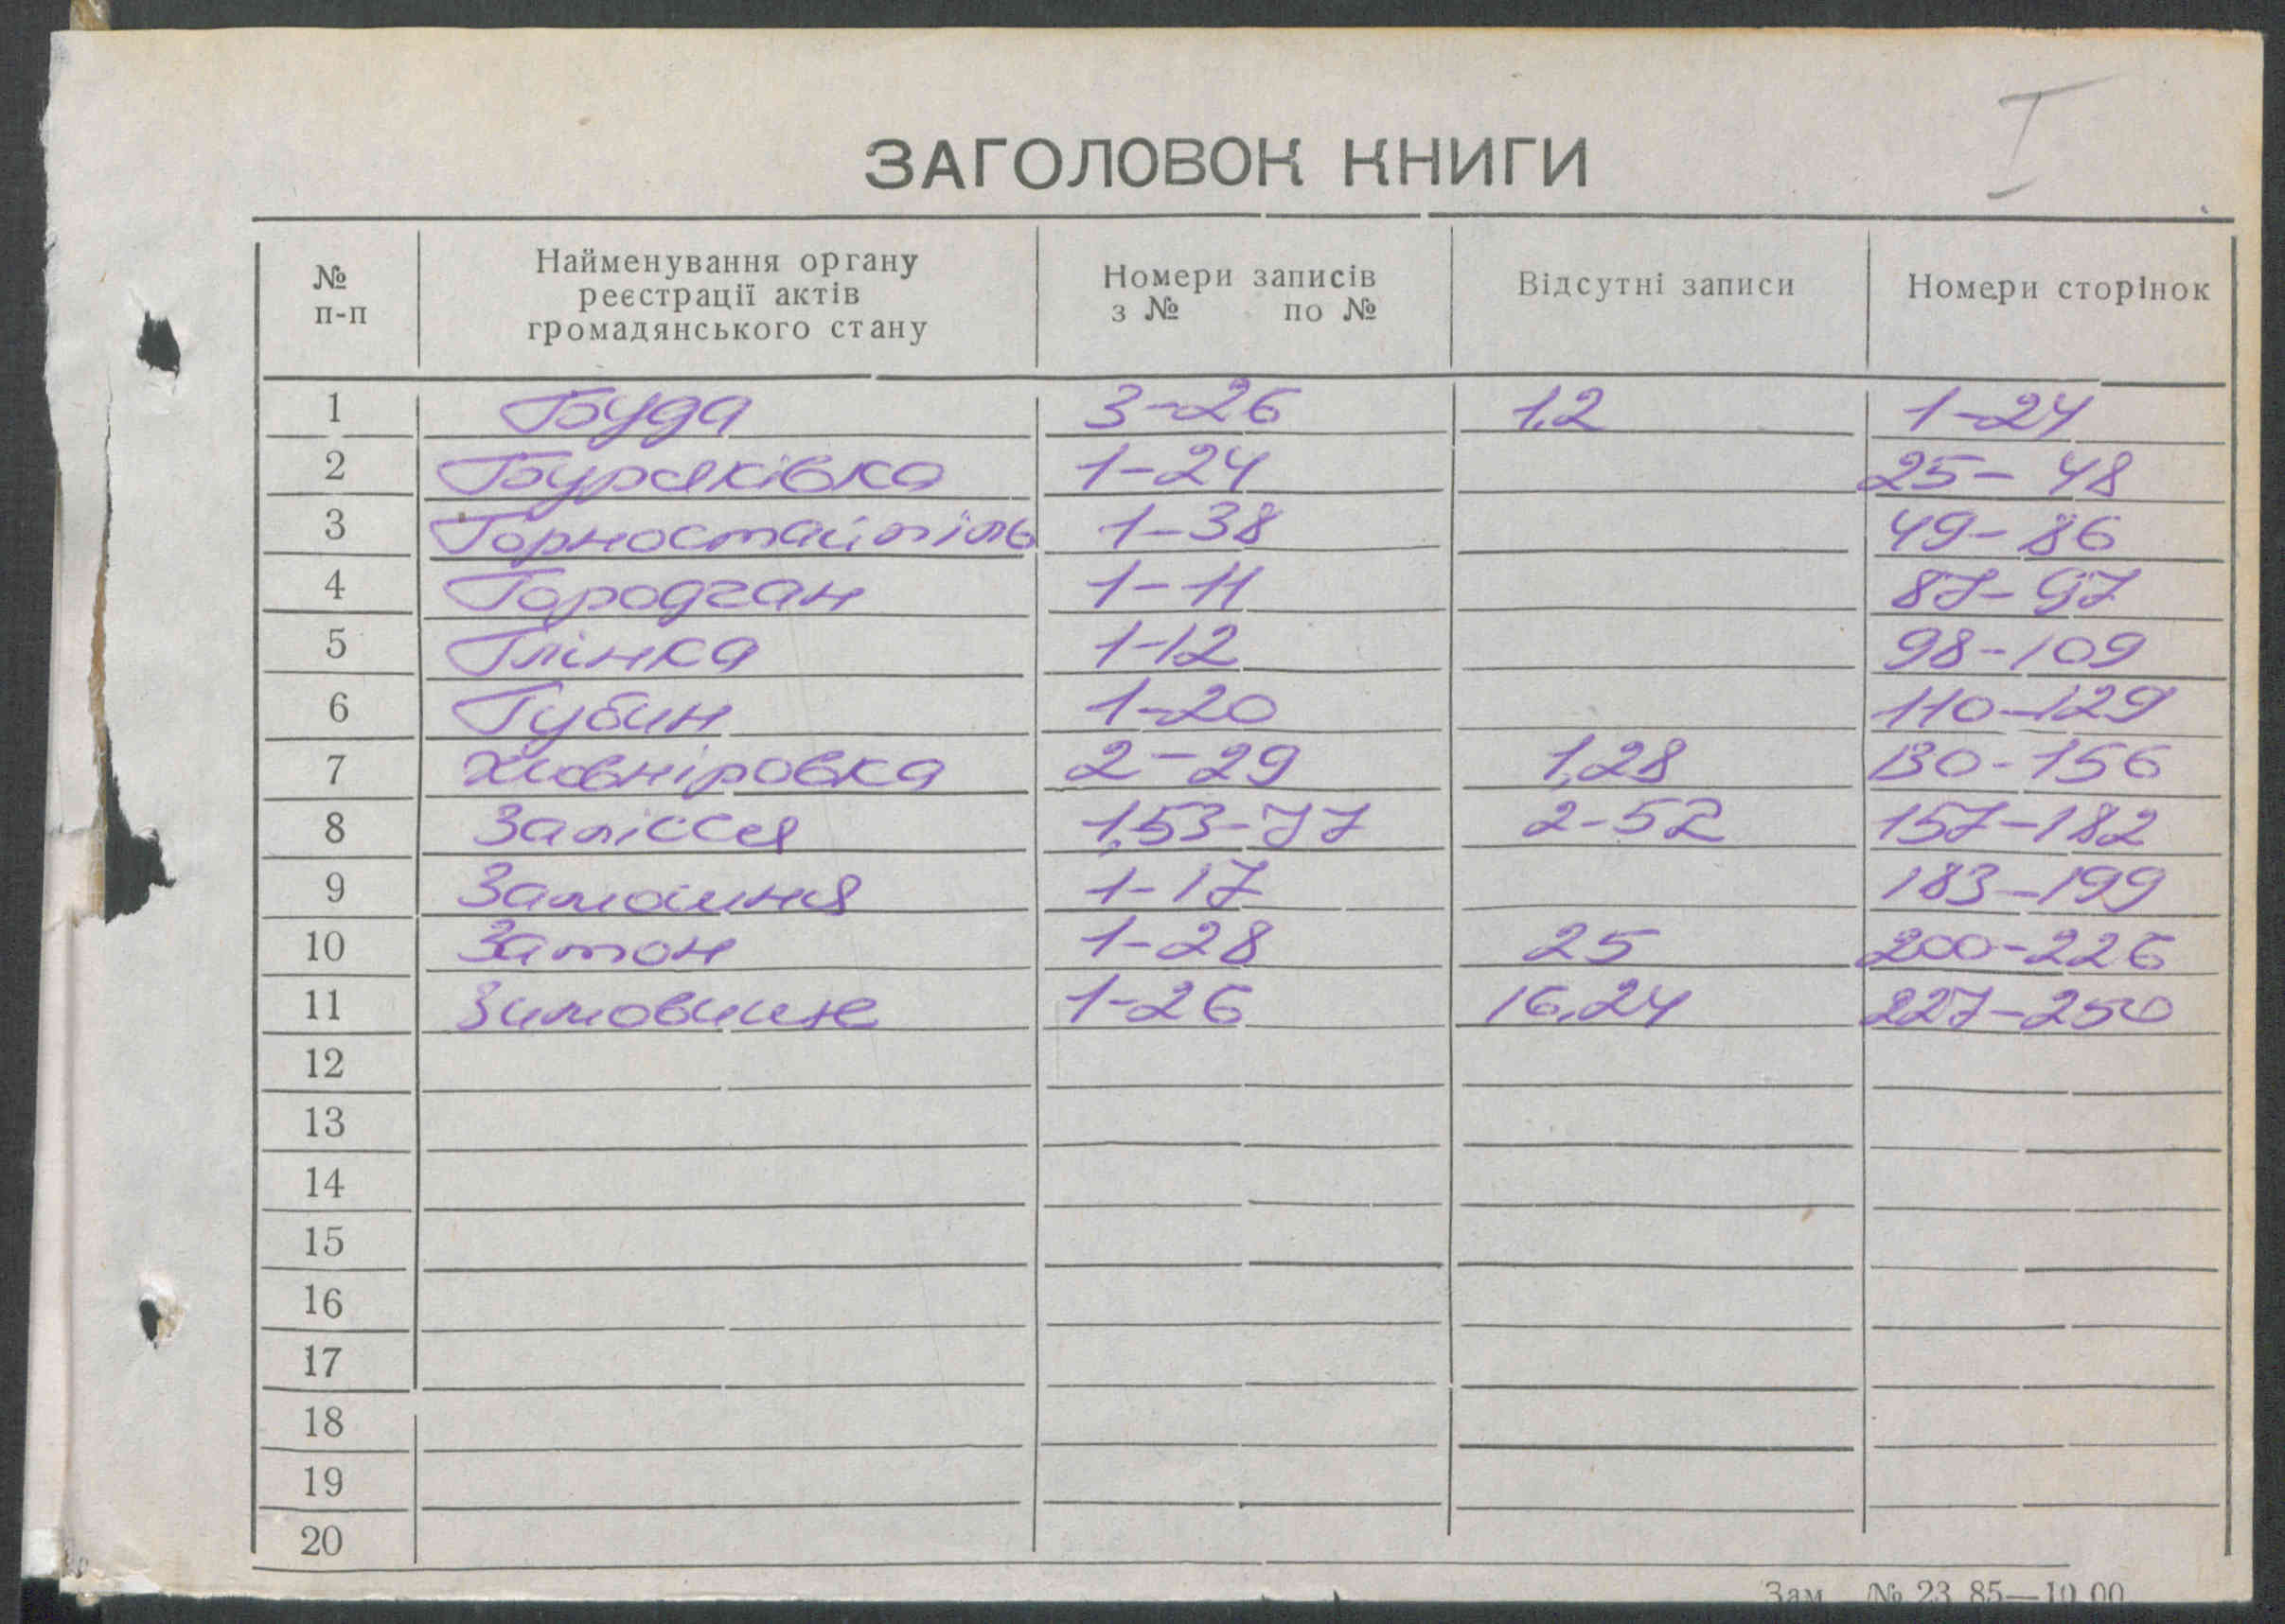 I
ЗАГОЛОВОК КНИГИ
№ п-п
Найменування органу реєстрації актів громадянського стану
Номери записів з № по №
Відсутні записи
Номери сторінок
1 Буда 3-26 1,2 1-24
2 Буряківка 1-24 25-48
3 Горностайпіль 1-38 49-86
4 Городчан 1-11 87-97
5 Глінка 1-12 98-109
6 Губин 1-20 110-129
7 Жовніровка 2-29 1,28 130-156
8 Залісся 1,53-77 2-52 157-182
9 Замошня 1-17 183-199
10 Затон 1-28 25 200-226
11 Зимовище 1-26 16,24 227-250
12
13
14
15
16
17
18
19
20
Зам. № 23 85—10 00